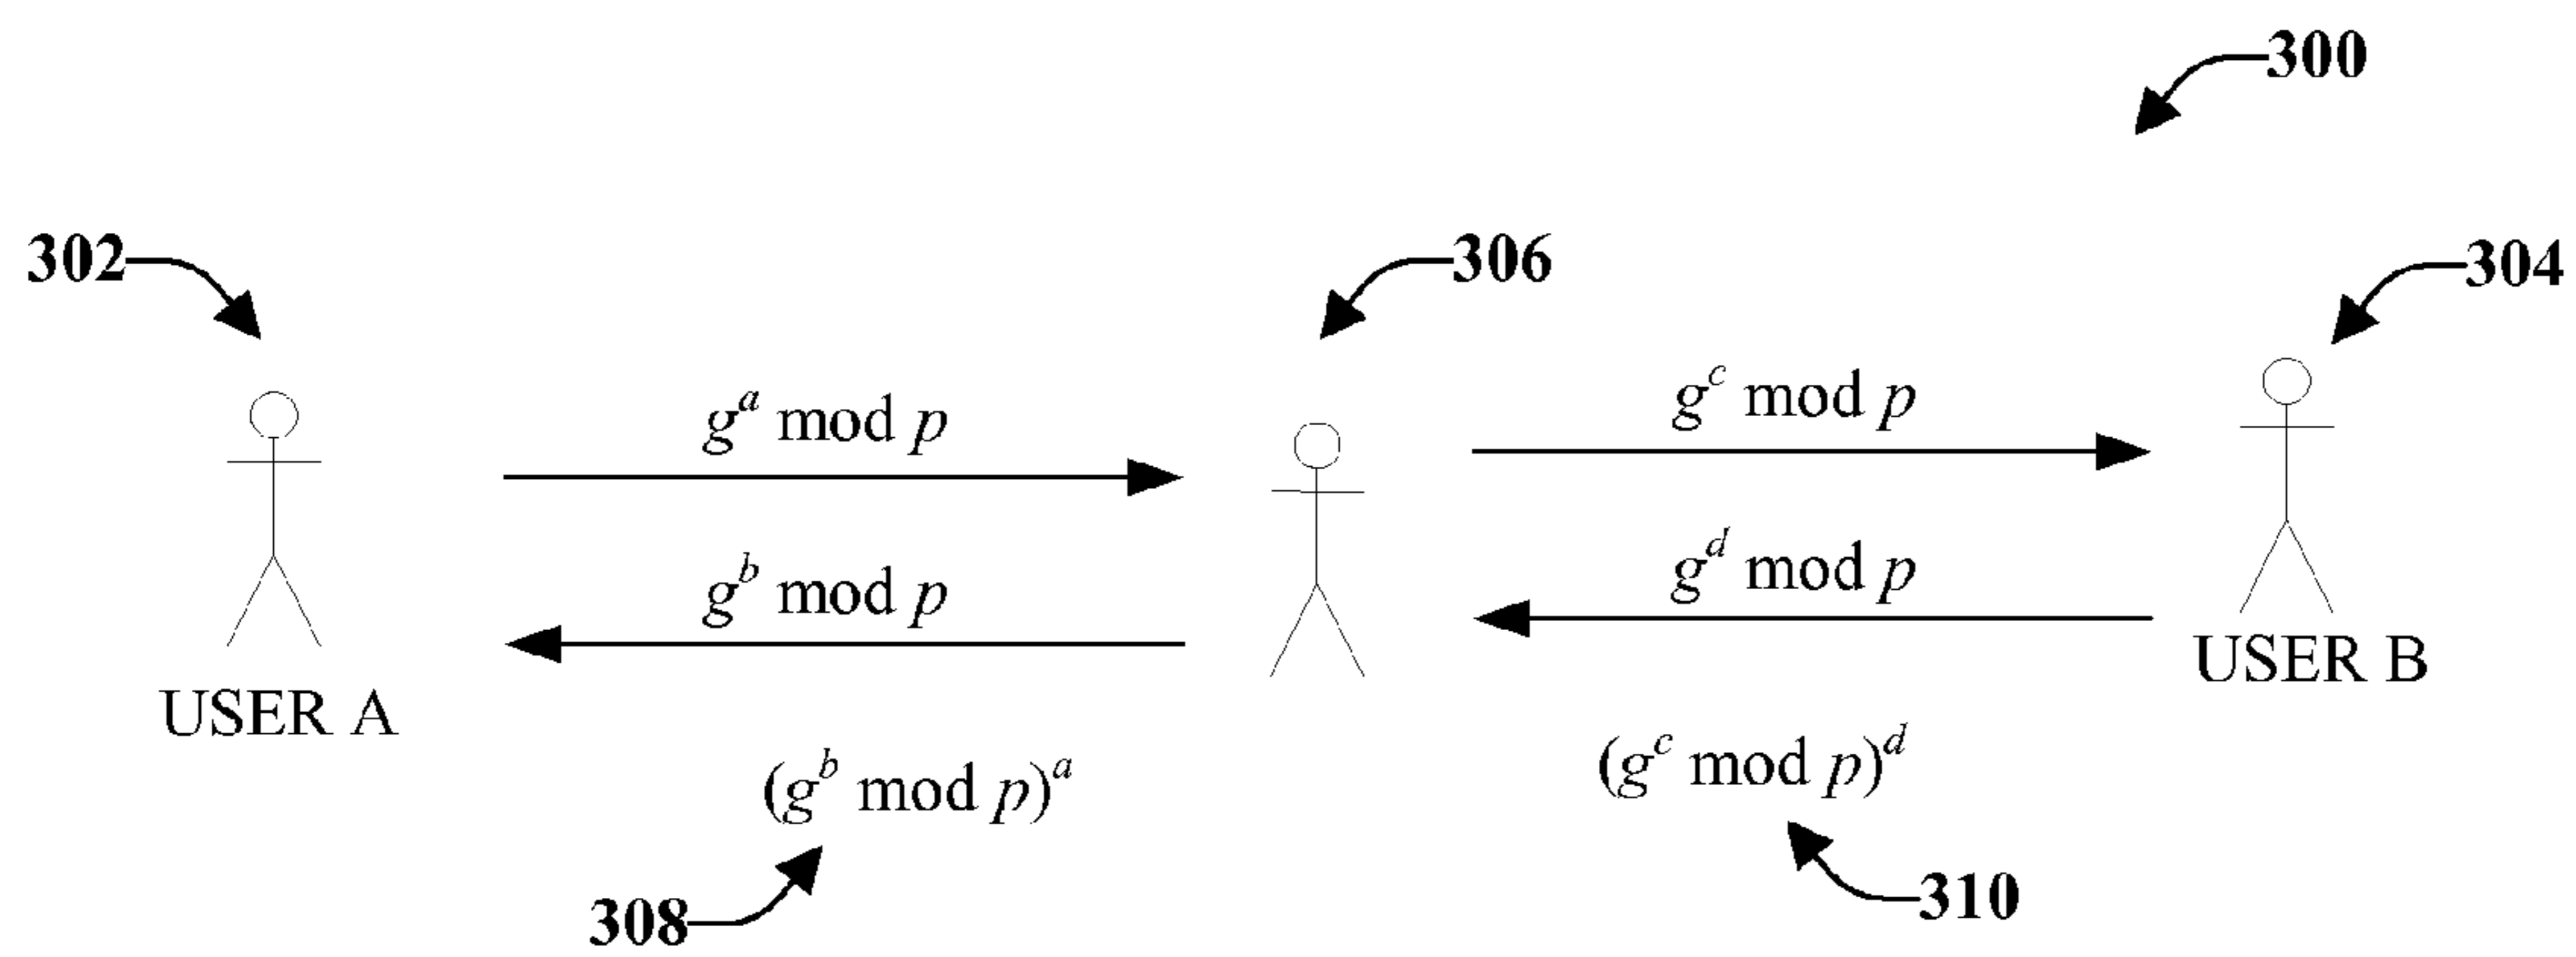 300
302
306
304
g^a mod p
g^c mod p
g^b mod p
g^d mod p
USER A
USER B
(g^b mod p)^a
(g^c mod p)^d
308
310